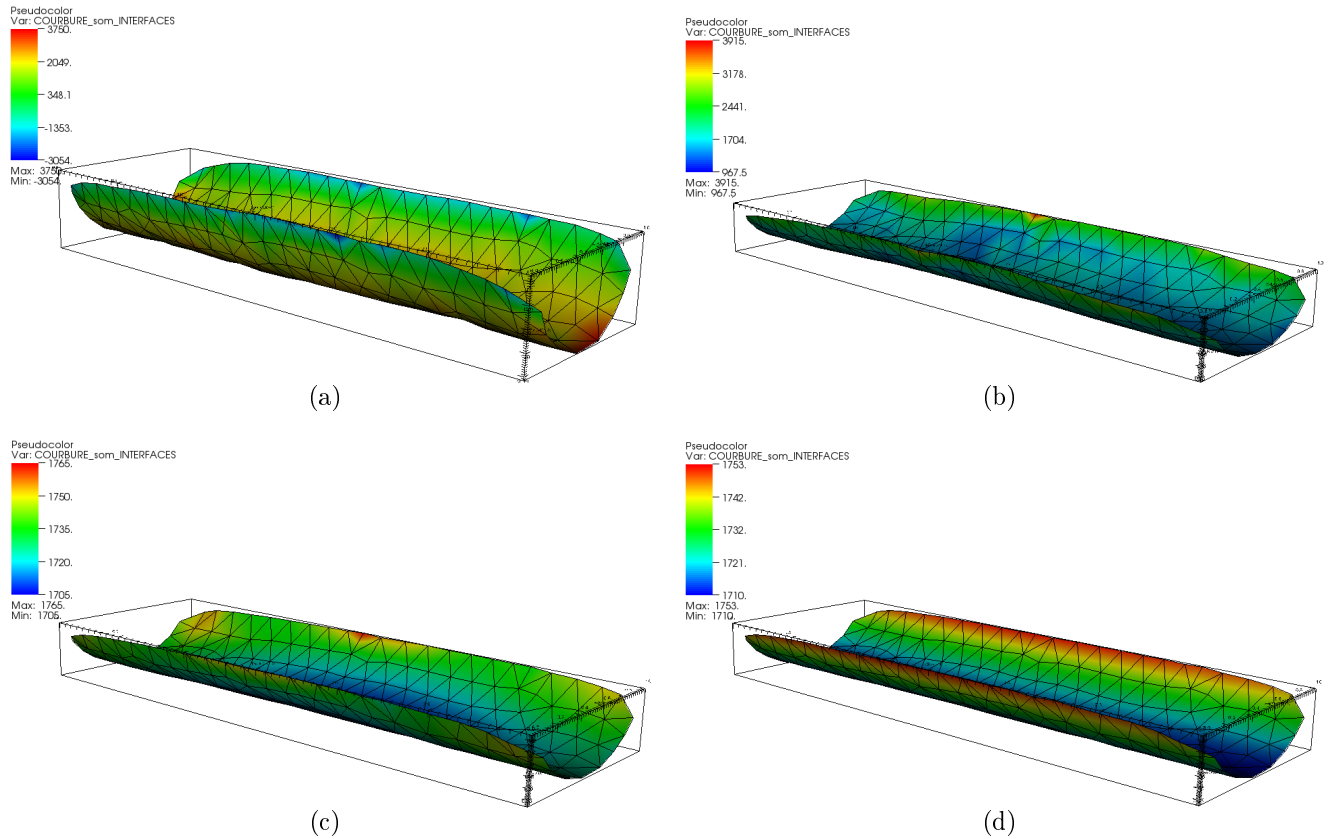 Pseudocolor
Var: COURBURE_som_INTERFACES
3750.
2049.
348.1
-1353.
-3054.
Max: 3750.
Min: -3054.
(a)
Pseudocolor
Var: COURBURE_som_INTERFACES
3915.
3178.
2441.
1704.
967.5
Max: 3915.
Min: 967.5
(b)
Pseudocolor
Var: COURBURE_som_INTERFACES
1765.
1750.
1735.
1720.
1705.
Max: 1765.
Min: 1705.
(c)
Pseudocolor
Var: COURBURE_som_INTERFACES
1753.
1742.
1732.
1721.
1710.
Max: 1753.
Min: 1710.
(d)